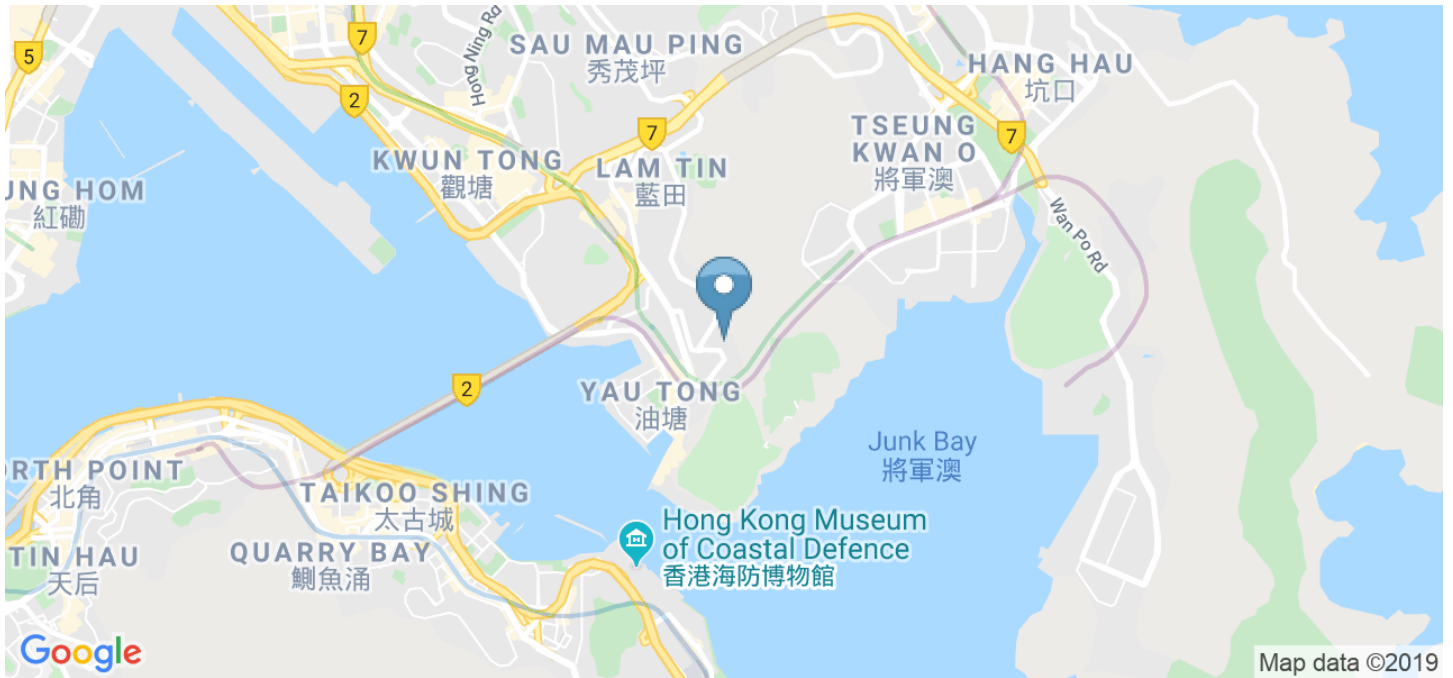 5
7
Hong Ning Rd
SAU MAU PING
秀茂坪
HANG HAU
坑口
2
7
7
TSEUNG
KWAN O
將軍澳
KWUN TONG
觀塘
LAM TIN
藍田
UNG HOM
紅磡
Wan Po Rd
2
YAU TONG
油塘
Junk Bay
將軍澳
RTH POINT
北角
TAIKOO SHING
太古城
Hong Kong Museum
of Coastal Defence
香港海防博物館
TIN HAU
天后
QUARRY BAY
鰂魚涌
Google
Map data ©2019